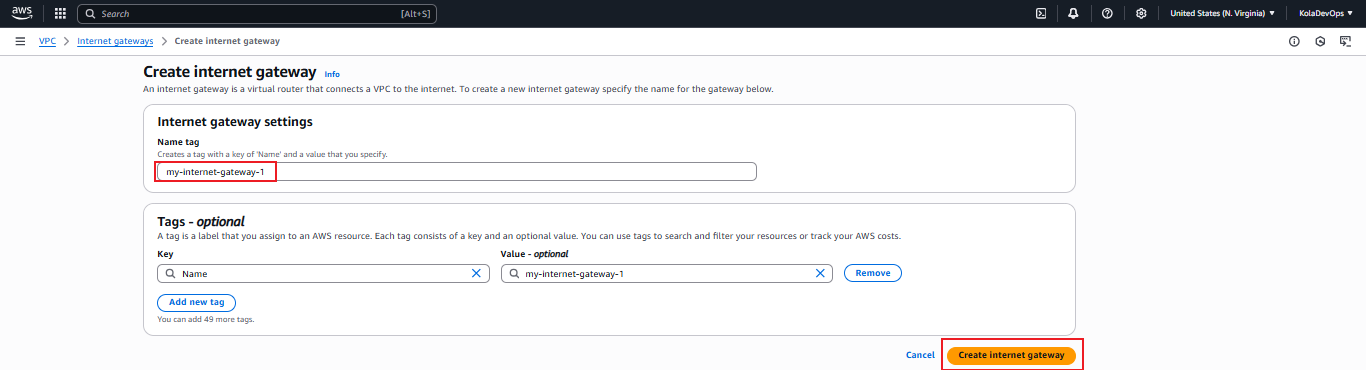 aws Search [Alt+S] United States (N. Virginia) KolaDevOps
VPC > Internet gateways > Create internet gateway
Create internet gateway Info
An internet gateway is a virtual router that connects a VPC to the internet. To create a new internet gateway specify the name for the gateway below.
Internet gateway settings
Name tag
Creates a tag with a key of 'Name' and a value that you specify.
my-internet-gateway-1
Tags - optional
A tag is a label that you assign to an AWS resource. Each tag consists of a key and an optional value. You can use tags to search and filter your resources or track your AWS costs.
Key Value - optional
Name my-internet-gateway-1 Remove
Add new tag
You can add 49 more tags.
Cancel Create internet gateway